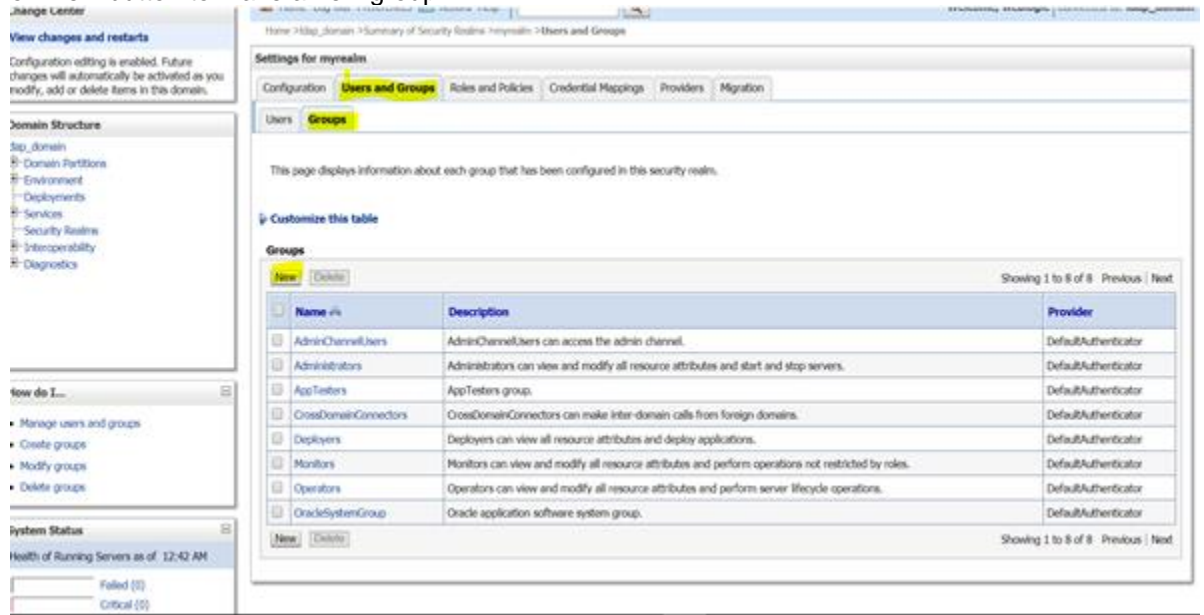 Change Center
View changes and restarts
Configuration editing is enabled. Future
changes will automatically be activated as you
modify, add or delete items in this domain.
Domain Structure
Domain Partitions
Environment
Deployments
Services
Security Realms
Interoperability
Diagnostics
How do I...
Manage users and groups
Create groups
Modify groups
Delete groups
System Status
Health of Running Servers as of 12:42 AM
Failed (0)
Critical (0)
Home >ldap_domain >Summary of Security Realms >myrealm >Users and Groups
Settings for myrealm
Configuration Users and Groups Roles and Policies Credential Mappings Providers Migration
Users Groups
This page displays information about each group that has been configured in this security realm.
Customize this table
Groups
New Delete Showing 1 to 8 of 8 Previous | Next
Name Description Provider
AdminChannelUsers AdminChannelUsers can access the admin channel. DefaultAuthenticator
Administrators Administrators can view and modify all resource attributes and start and stop servers. DefaultAuthenticator
AppTesters AppTesters group. DefaultAuthenticator
CrossDomainConnectors CrossDomainConnectors can make inter-domain calls from foreign domains. DefaultAuthenticator
Deployers Deployers can view all resource attributes and deploy applications. DefaultAuthenticator
Monitors Monitors can view and modify all resource attributes and perform operations not restricted by roles. DefaultAuthenticator
Operators Operators can view and modify all resource attributes and perform server lifecycle operations. DefaultAuthenticator
OracleSystemGroup Oracle application software system group. DefaultAuthenticator
New Delete Showing 1 to 8 of 8 Previous | Next